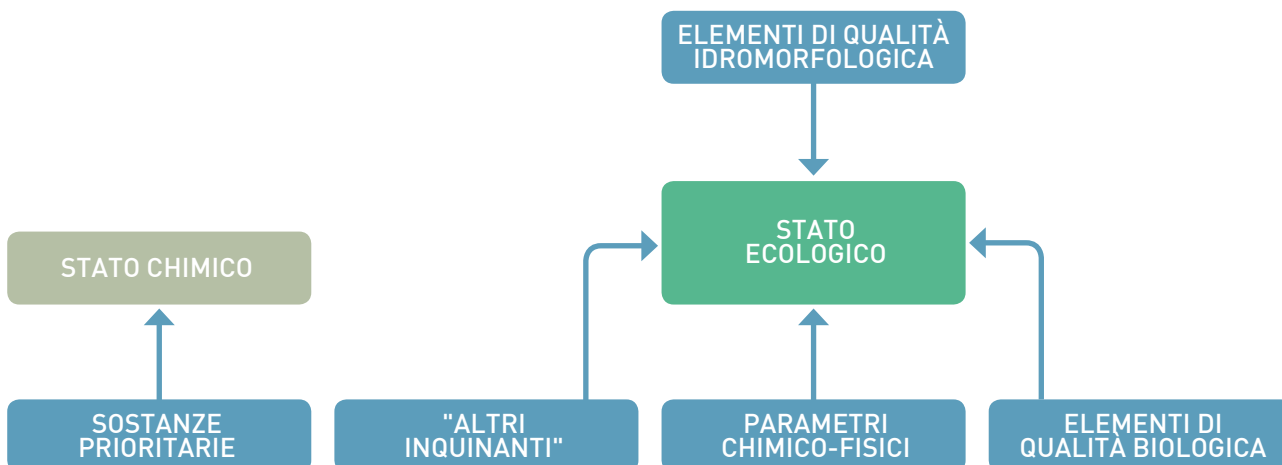 ELEMENTI DI QUALITÀ
IDROMORFOLOGICA
STATO
ECOLOGICO
STATO CHIMICO
SOSTANZE
PRIORITARIE
"ALTRI
INQUINANTI"
PARAMETRI
CHIMICO-FISICI
ELEMENTI DI
QUALITÀ BIOLOGICA